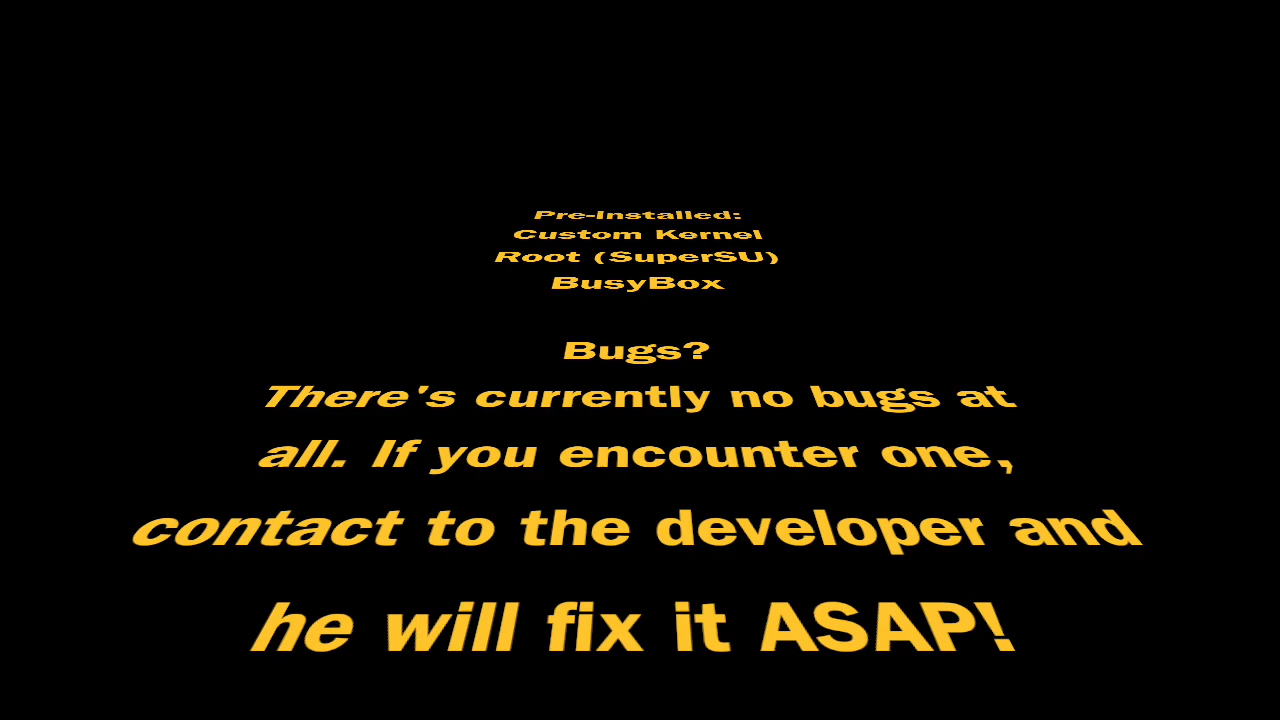 Pre-Installed:
Custom Kernel
Root (SuperSU)
BusyBox
Bugs?
There's currently no bugs at
all. If you encounter one,
contact to the developer and
he will fix it ASAP!